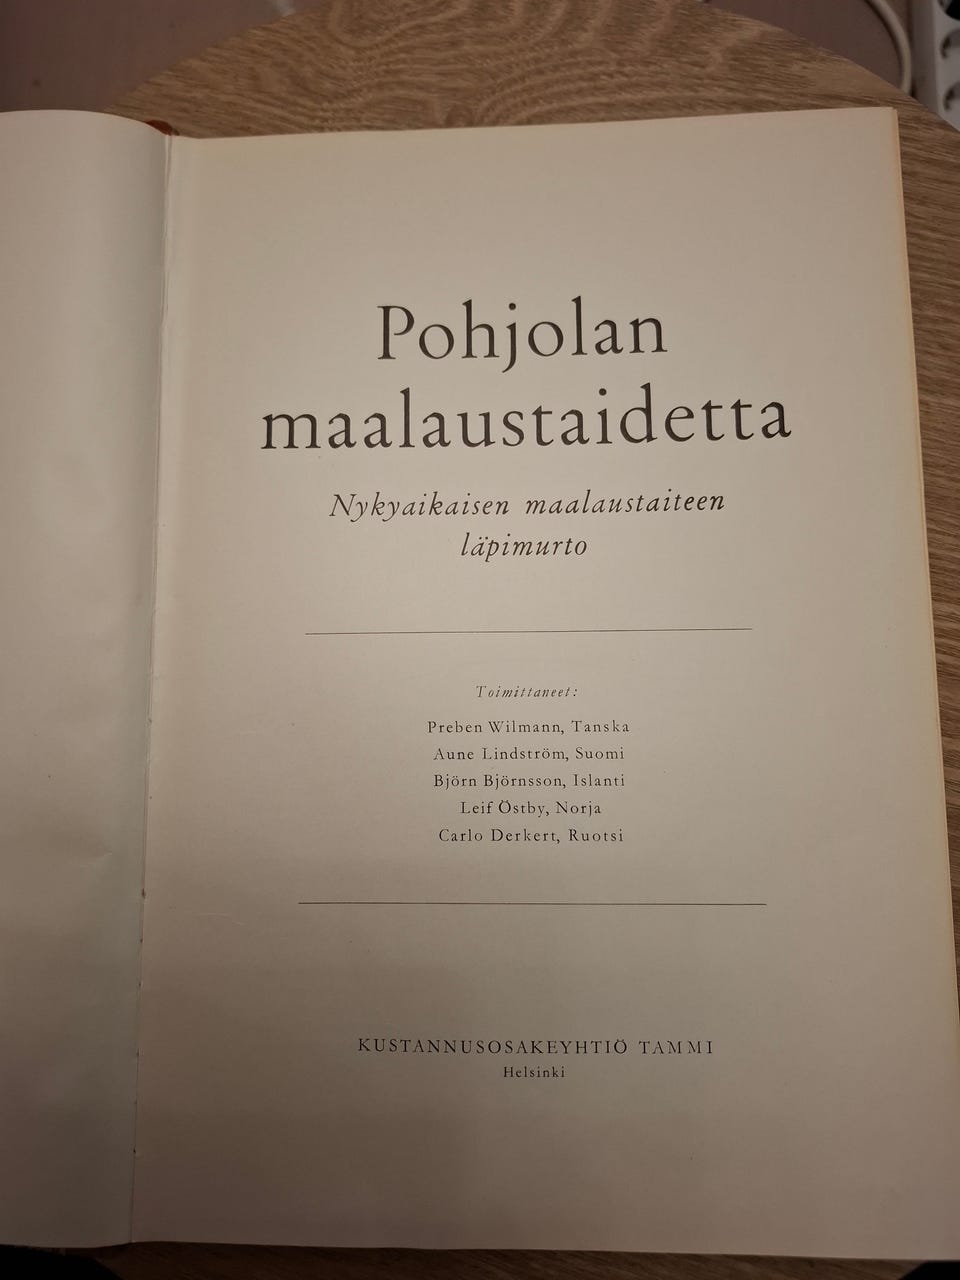 Pohjolan
maalaustaidetta
Nykyaikaisen maalaustaiteen
läpimurto
Toimittaneet:
Preben Wilmann, Tanska
Aune Lindström, Suomi
Björn Björnsson, Islanti
Leif Östby, Norja
Carlo Derkert, Ruotsi
KUSTANNUSOSAKEYHTIÖ TAMMI
Helsinki